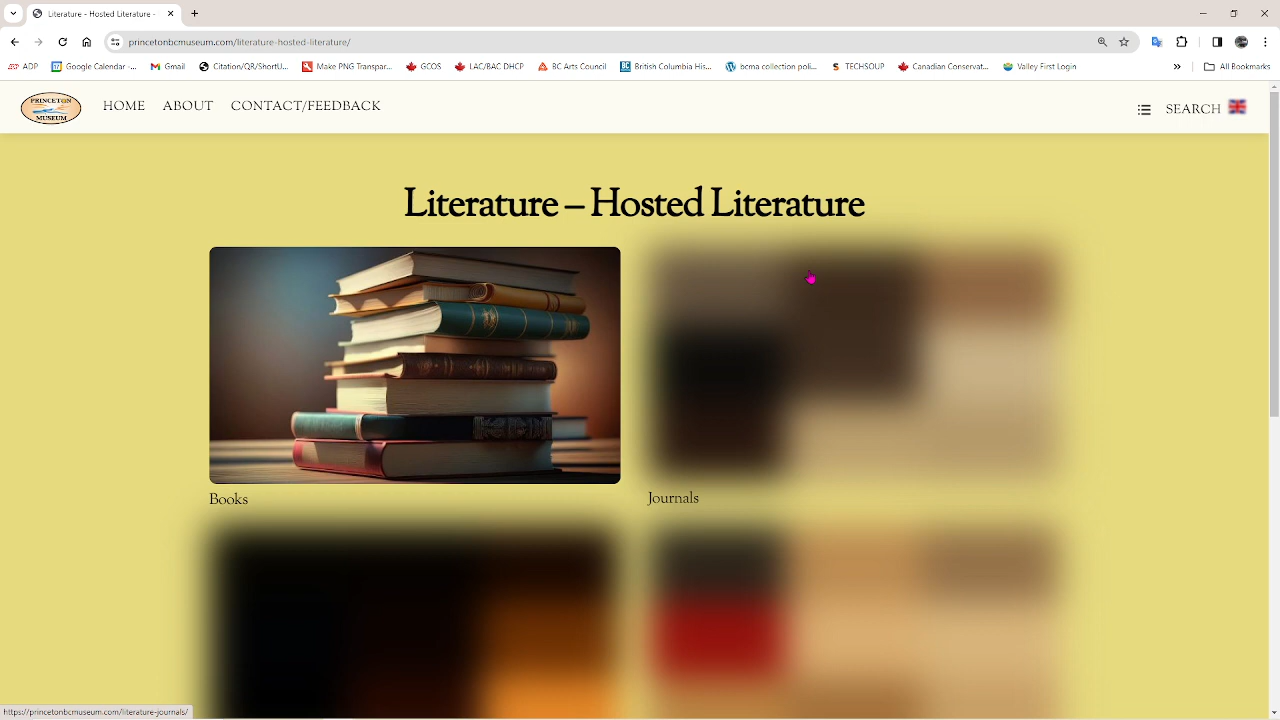 Literature - Hosted Literature -
princetonbcmuseum.com/literature-hosted-literature/
ADP
Google Calendar -...
Gmail
Citation/QR/ShortU...
Make PNG Transpar...
GCOS
LAC/BAC DHCP
BC Arts Council
British Columbia His...
bcma collection poli...
TECHSOUP
Canadian Conservat...
Valley First Login
»
All Bookmarks
PRINCETON
MUSEUM
HOME
ABOUT
CONTACT/FEEDBACK
SEARCH
Literature – Hosted Literature
Books
Journals
https://princetonbcmuseum.com/literature-journals/